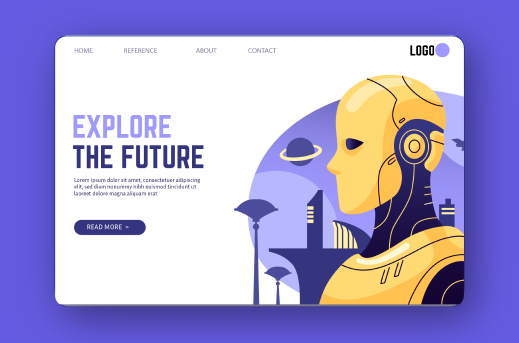 HOME REFERENCE ABOUT CONTACT LOGO
EXPLORE
THE FUTURE
Lorem ipsum dolor sit amet, consectetuer adipiscing
elit, sed diam nonummy nibh euismod tincidunt ut
laoreet dolore magna aliquam erat
READ MORE >